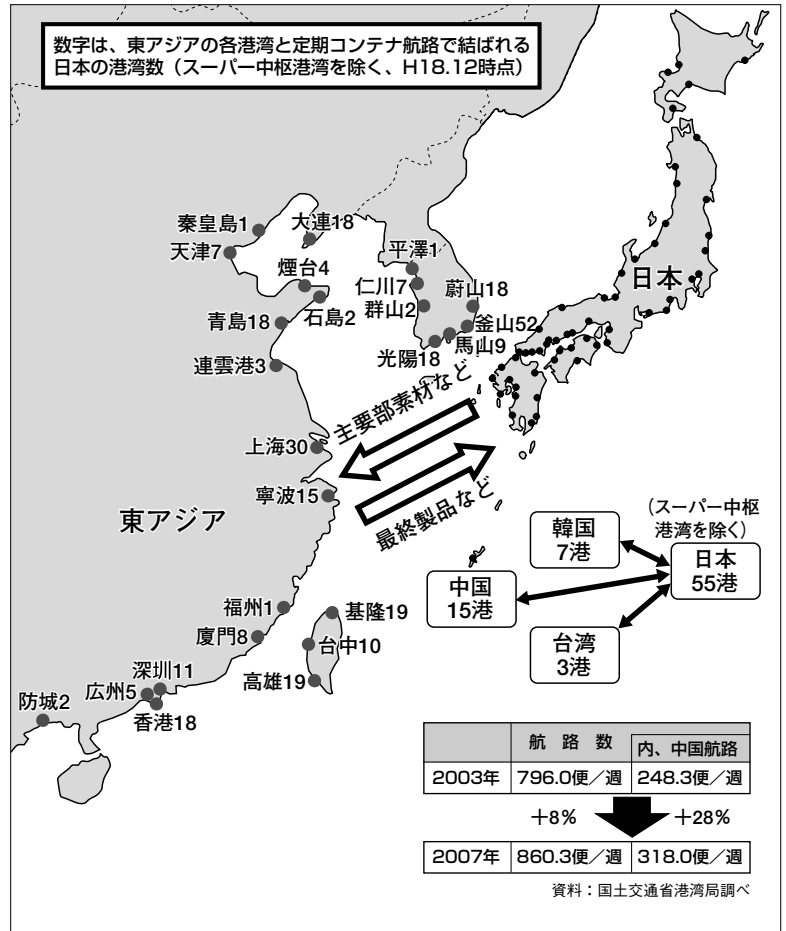 数字は、東アジアの各港湾と定期コンテナ航路で結ばれる
日本の港湾数（スーパー中枢港湾を除く、H18.12時点）
秦皇島1
大連18
天津7
煙台4
石島2
青島18
連雲港3
平澤1
仁川7
群山2
蔚山18
釜山52
馬山9
光陽18
日本
主要部素材など
最終製品など
上海30
寧波15
東アジア
福州1
廈門8
深圳11
広州5
香港18
防城2
基隆19
台中10
高雄19
（スーパー中枢
港湾を除く）
韓国
7港
日本
55港
中国
15港
台湾
3港
航路数 内、中国航路
2003年 796.0便／週 248.3便／週
＋8% ＋28%
2007年 860.3便／週 318.0便／週
資料：国土交通省港湾局調べ